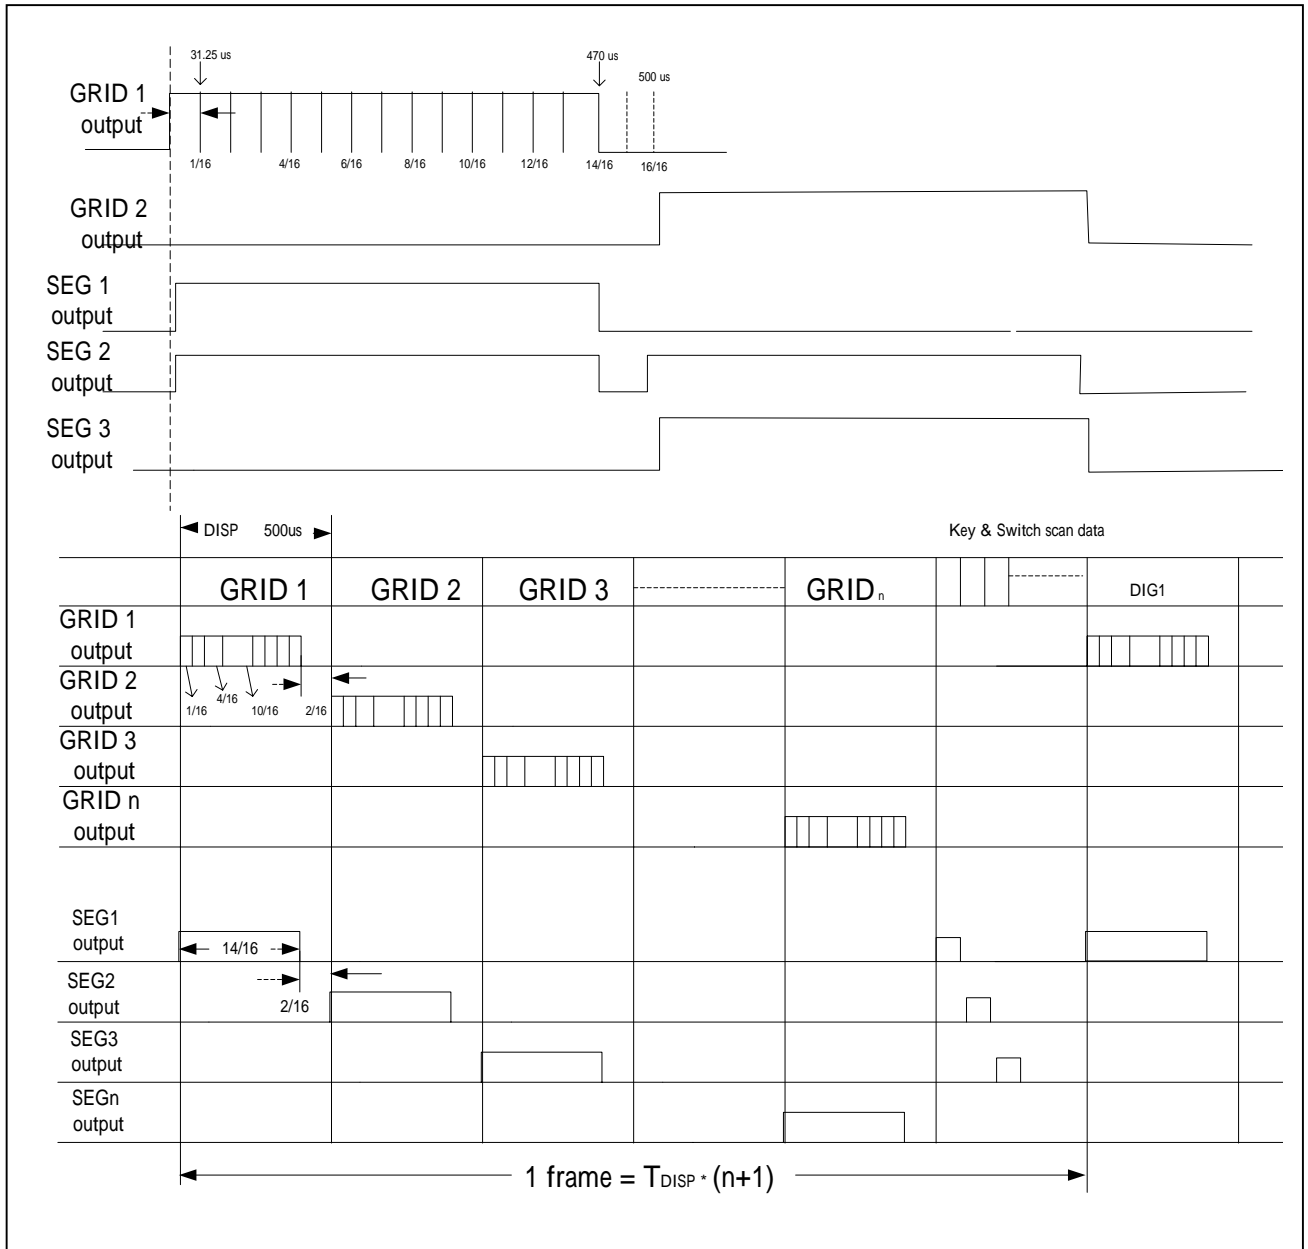 31.25 us
470 us
500 us
GRID 1
output
1/16 4/16 6/16 8/16 10/16 12/16 14/16 16/16
GRID 2
output
SEG 1
output
SEG 2
output
SEG 3
output
DISP 500us
Key & Switch scan data
GRID 1 GRID 2 GRID 3 GRID n DIG1
GRID 1
output
GRID 2
output
1/16 4/16 10/16 2/16
GRID 3
output
GRID n
output
SEG1
output
14/16
SEG2
output
2/16
SEG3
output
SEGn
output
1 frame = TDISP * (n+1)